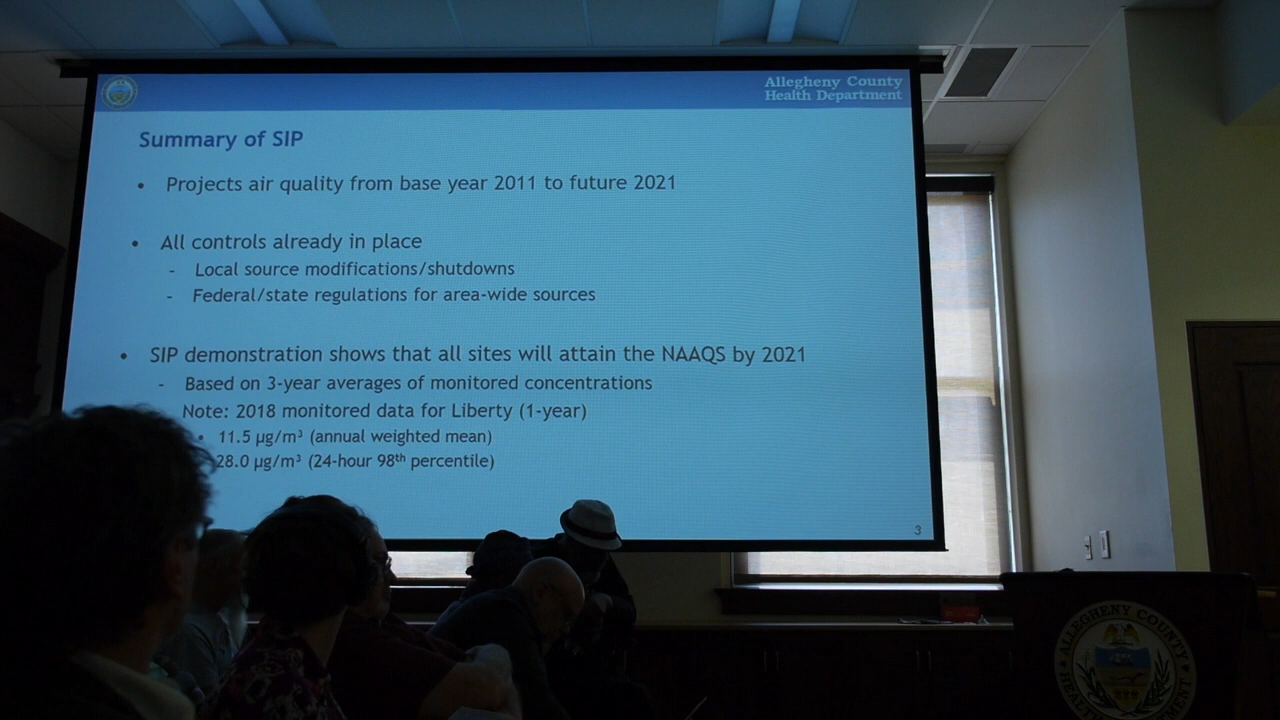 Allegheny County
Health Department
Summary of SIP
• Projects air quality from base year 2011 to future 2021
• All controls already in place
- Local source modifications/shutdowns
- Federal/state regulations for area-wide sources
• SIP demonstration shows that all sites will attain the NAAQS by 2021
- Based on 3-year averages of monitored concentrations
Note: 2018 monitored data for Liberty (1-year)
• 11.5 µg/m³ (annual weighted mean)
28.0 µg/m³ (24-hour 98th percentile)
3
ALLEGHENY COUNTY
HEALTH DEPARTMENT